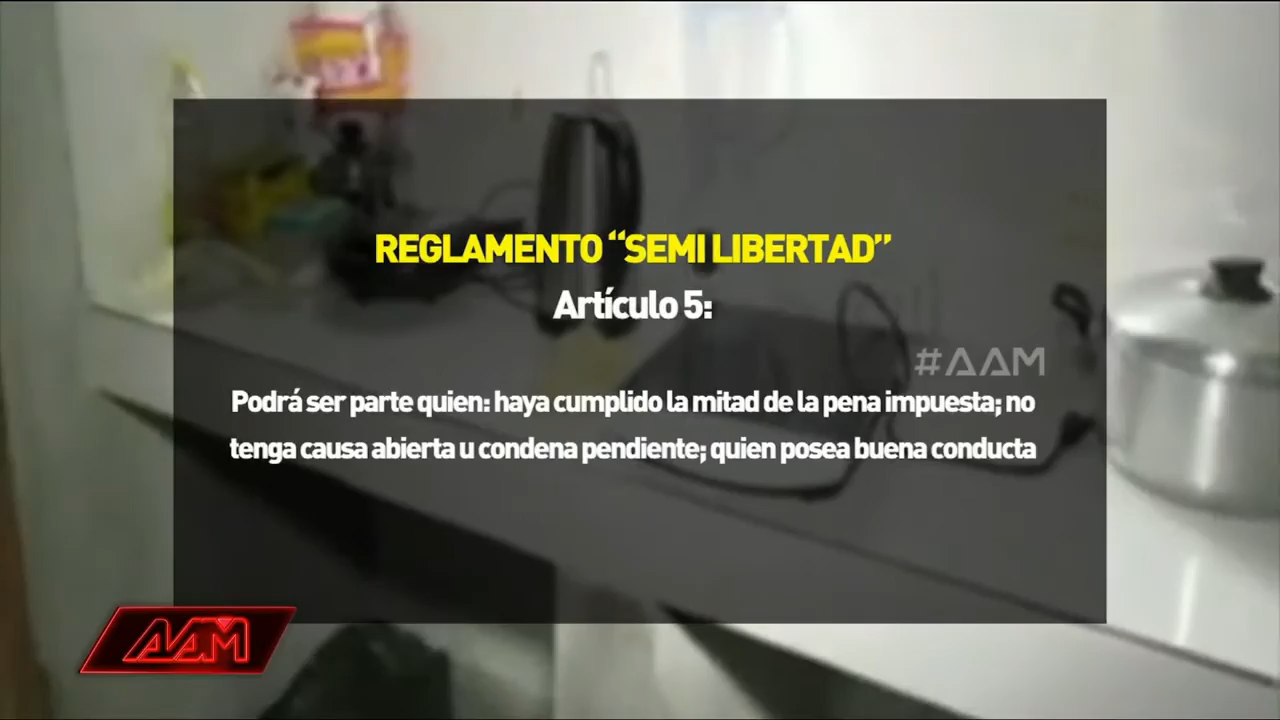 REGLAMENTO “SEMI LIBERTAD”
Artículo 5:
#AAM
Podrá ser parte quien: haya cumplido la mitad de la pena impuesta; no
tenga causa abierta u condena pendiente; quien posea buena conducta
AAM